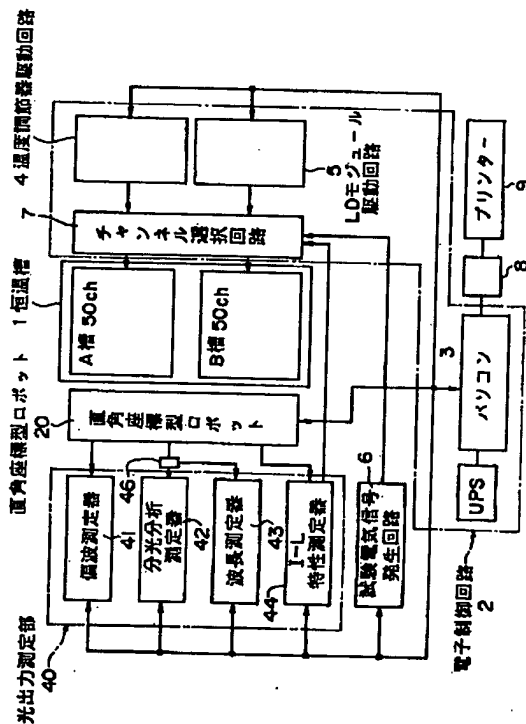 光出力測定部
40
直角座標型ロボット
20
1 恒温槽
7
4 温度調節器駆動回路
偏波測定器
41
46
分光分析
測定器
42
波長測定器
43
I-L
特性測定器
44
試験電気信号
発生回路
6
直角座標型ロボット
A槽 50ch
B槽 50ch
チャンネル選択回路
5
LDモジュール
駆動回路
電子制御回路
2
UPS
パソコン
3
8
プリンター
9